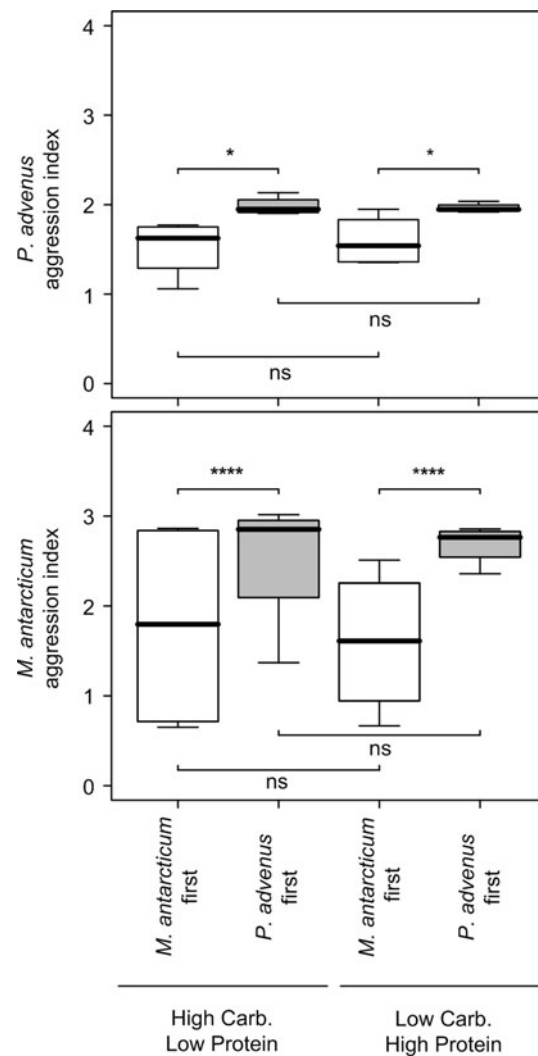 P. advenus
aggression index
4
3
2
1
0
*
*
ns
ns
M. antarcticum
aggression index
4
3
2
1
0
****
****
ns
ns
M. antarcticum
first
P. advenus
first
M. antarcticum
first
P. advenus
first
High Carb.
Low Protein
Low Carb.
High Protein